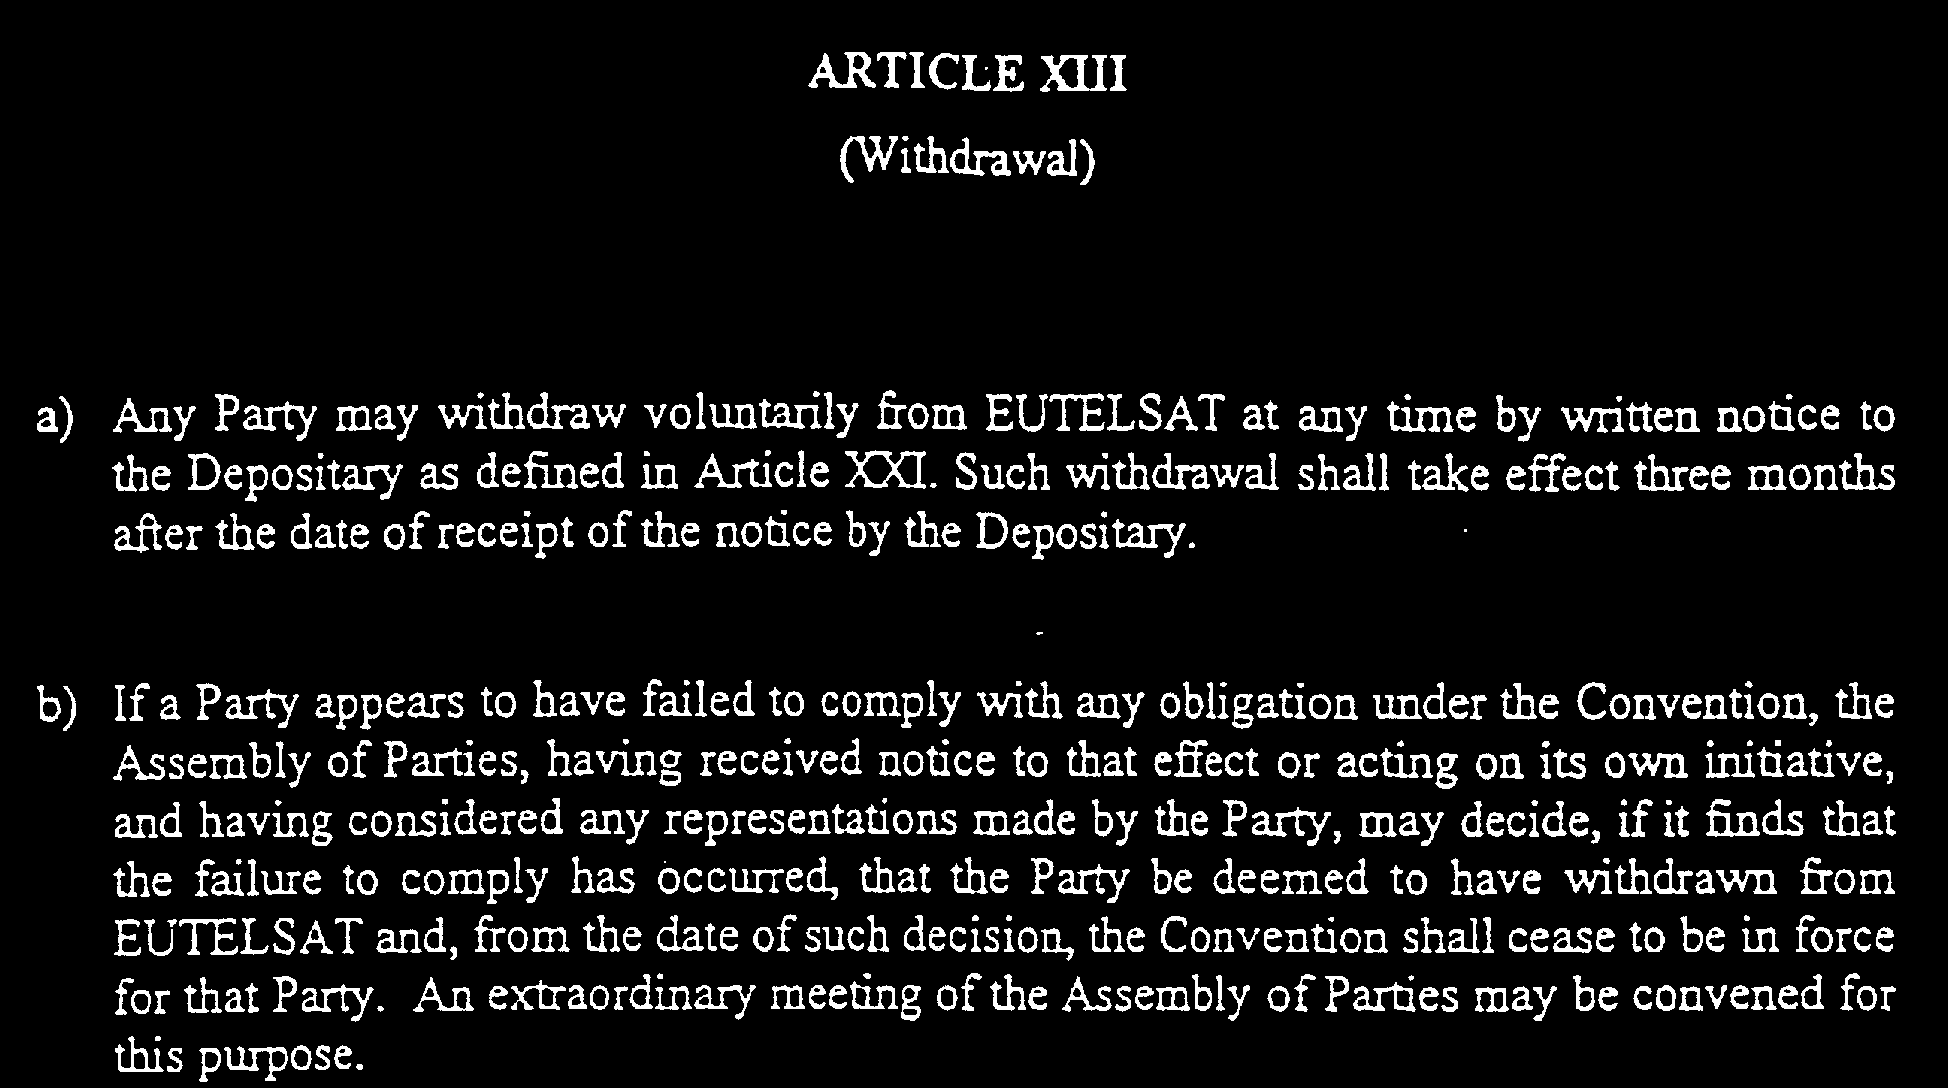 ARTICLE XIII
(Withdrawal)
a) Any Party may withdraw voluntarily from EUTELSAT at any time by written notice to
the Depositary as defined in Article XXI. Such withdrawal shall take effect three months
after the date of receipt of the notice by the Depositary.
b) If a Party appears to have failed to comply with any obligation under the Convention, the
Assembly of Parties, having received notice to that effect or acting on its own initiative,
and having considered any representations made by the Party, may decide, if it finds that
the failure to comply has occurred, that the Party be deemed to have withdrawn from
EUTELSAT and, from the date of such decision, the Convention shall cease to be in force
for that Party. An extraordinary meeting of the Assembly of Parties may be convened for
this purpose.